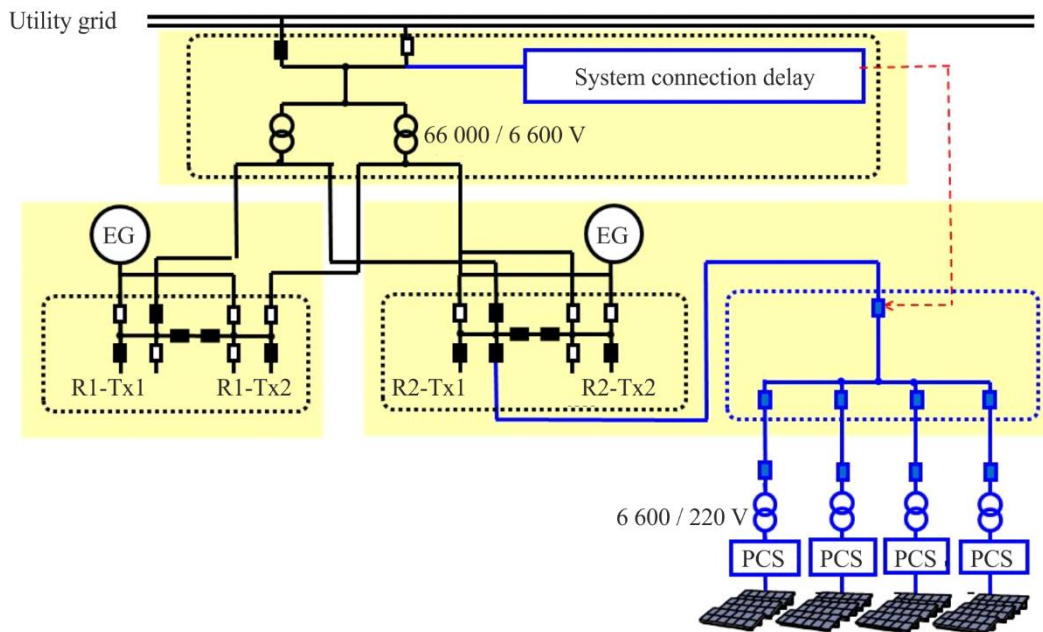 Utility grid
System connection delay
66 000 / 6 600 V
EG
EG
R1-Tx1
R1-Tx2
R2-Tx1
R2-Tx2
6 600 / 220 V
PCS
PCS
PCS
PCS